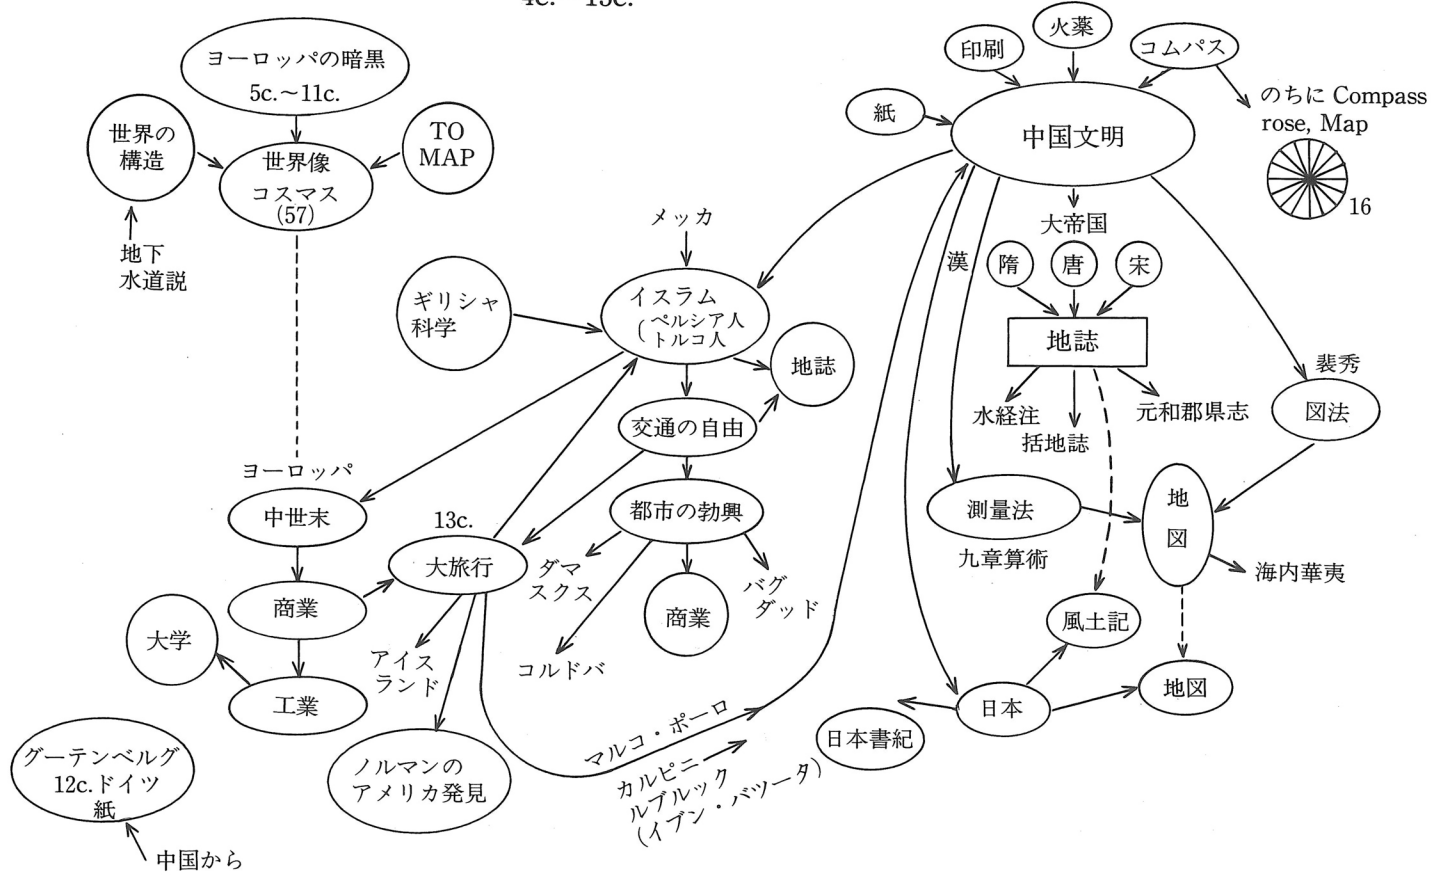 4c. 13c.
ヨーロッパの暗黒
5c.～11c.
世界の
構造
TO
MAP
世界像
コスマス
(57)
地下
水道説
火薬
印刷
コムパス
紙
中国文明
のちに Compass
rose, Map
16
大帝国
漢
隋
唐
宋
地誌
水経注
括地誌
元和郡県志
裴秀
図法
メッカ
ギリシャ
科学
イスラム
(ペルシア人
トルコ人
地誌
交通の自由
都市の勃興
ダマ
スクス
コルドバ
商業
バグ
ダッド
ヨーロッパ
中世末
商業
工業
大学
13c.
大旅行
アイス
ランド
ノルマンの
アメリカ発見
マルコ・ポーロ
カルピニ
ルブルック
(イブン・バツータ)
測量法
九章算術
地
図
海内華夷
風土記
日本
地図
日本書紀
グーテンベルグ
12c.ドイツ
紙
中国から